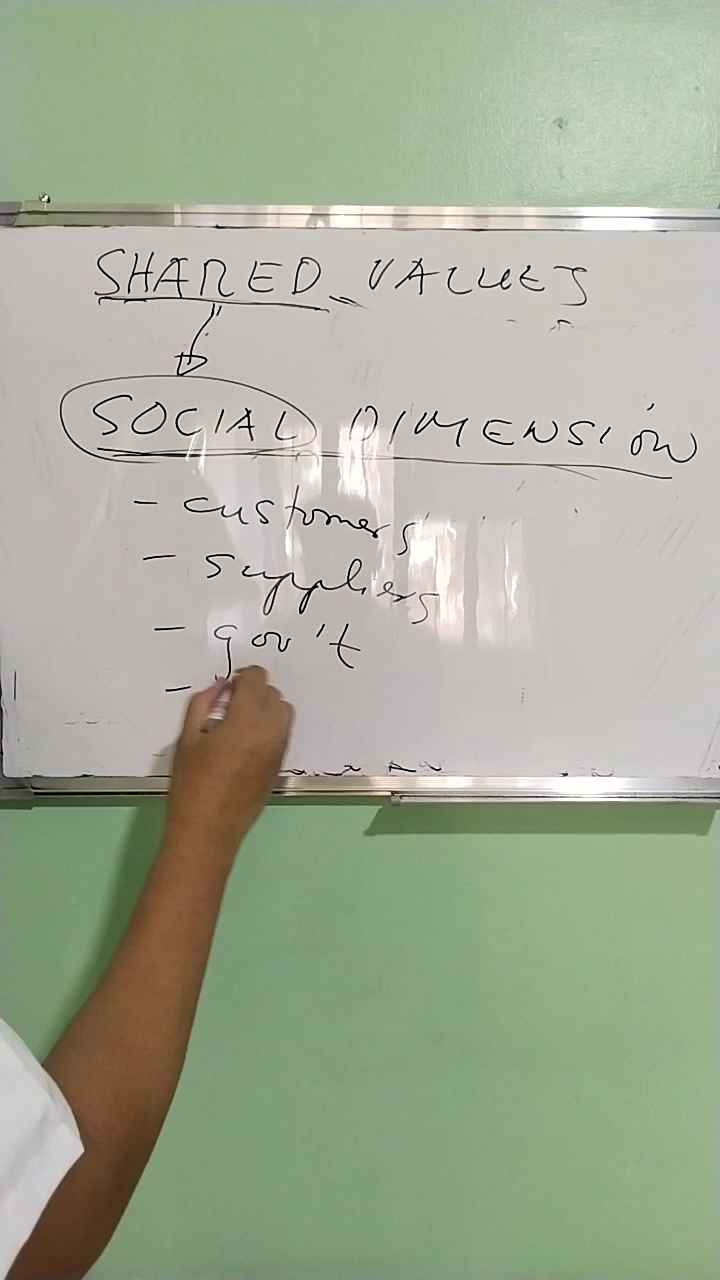 SHARED VALUES
SOCIAL DIMENSION
- customers
- suppliers
- gov't
-